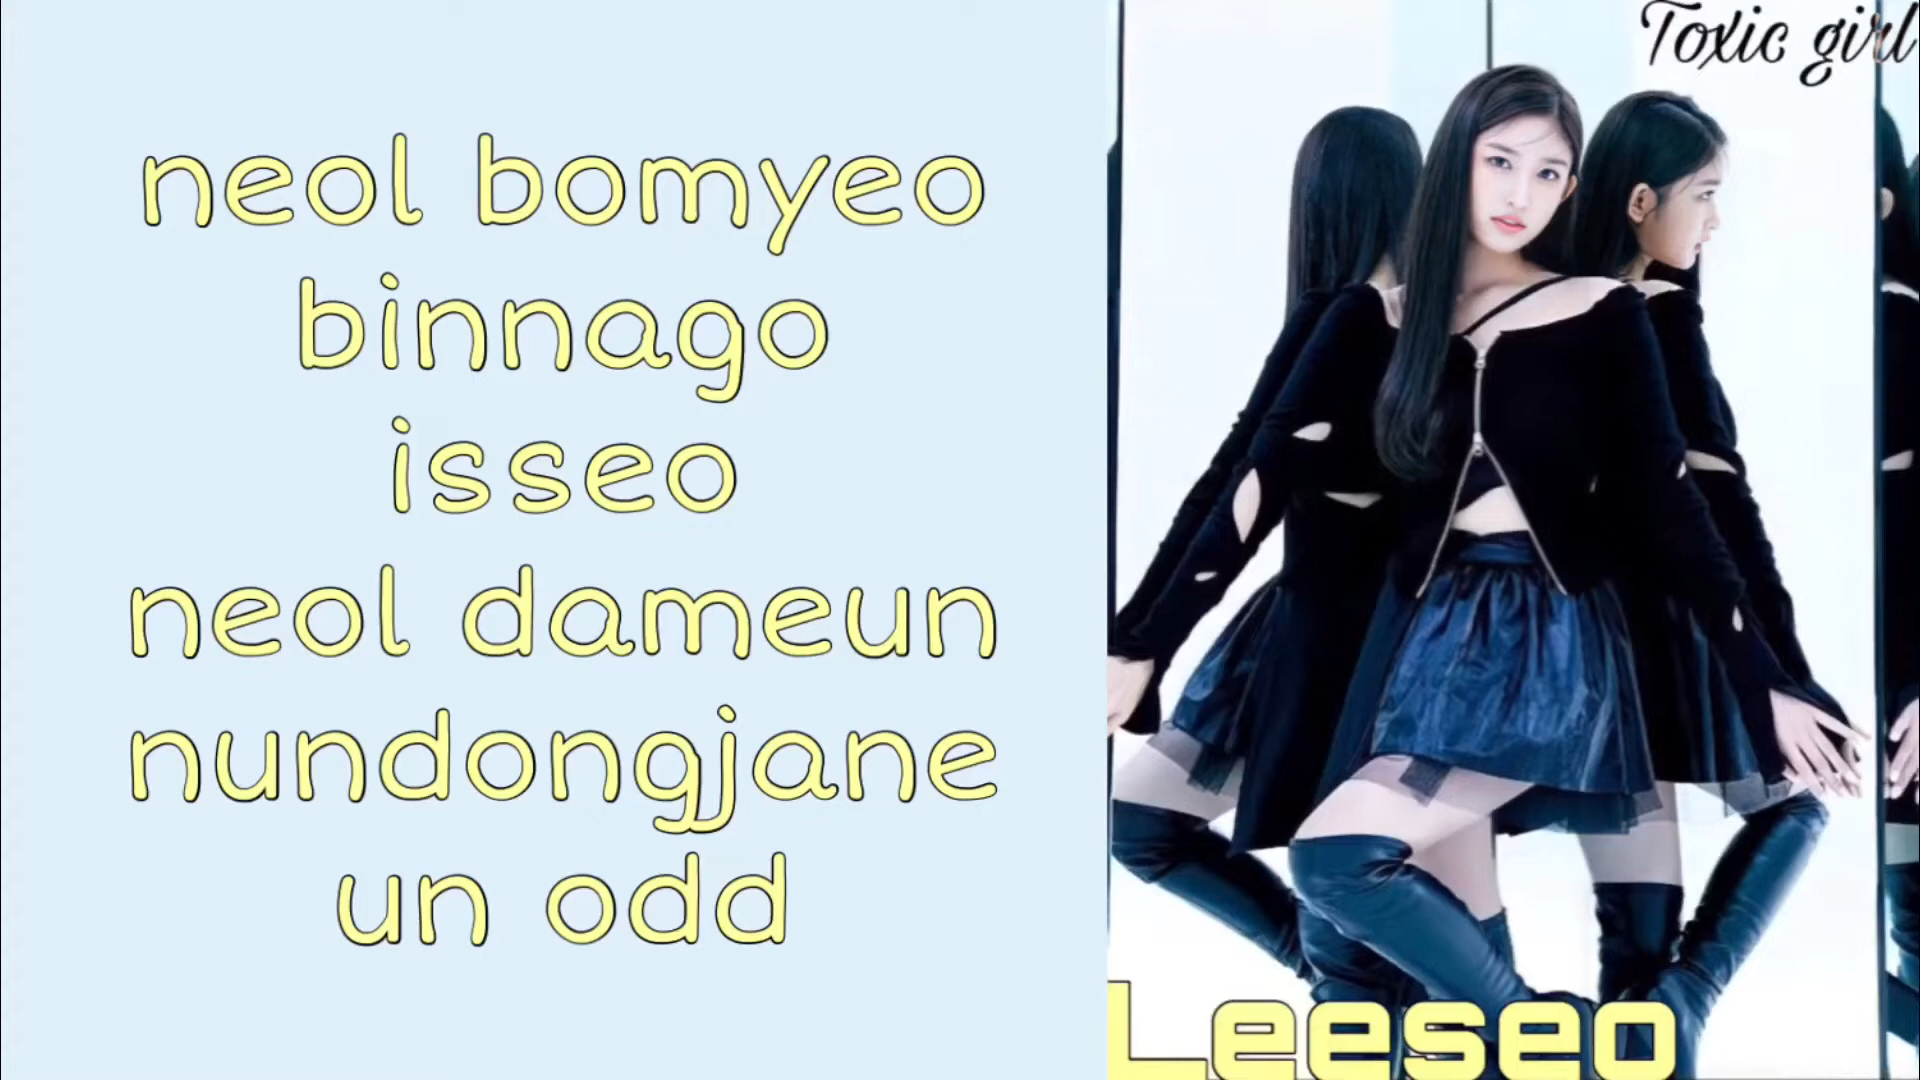 neol bomyeo
binnago
isseo
neol dameun
nundongjane
un odd
Toxic girl
Leeseo